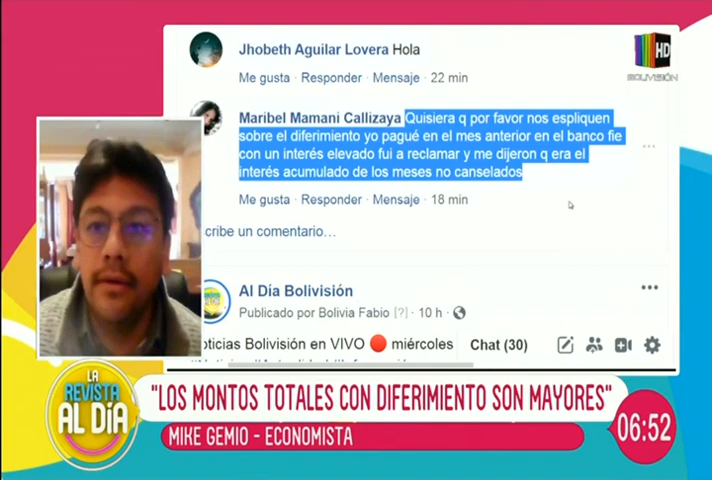 Jhobeth Aguilar Lovera Hola
Me gusta · Responder · Mensaje · 22 min
HD
BOLIVISIÓN
Maribel Mamani Callizaya Quisiera q por favor nos espliquen
sobre el diferimiento yo pagué en el mes anterior en el banco fie
con un interés elevado fui a reclamar y me dijeron q era el
interés acumulado de los meses no canselados
Me gusta · Responder · Mensaje · 18 min
cribe un comentario...
Al Día Bolivisión
Publicado por Bolivia Fabio [?] · 10 h ·
oticias Bolivisión en VIVO 🔴 miércoles
Chat (30)
LA
REVISTA
AL DÍA
"LOS MONTOS TOTALES CON DIFERIMIENTO SON MAYORES"
MIKE GEMIO - ECONOMISTA
06:52